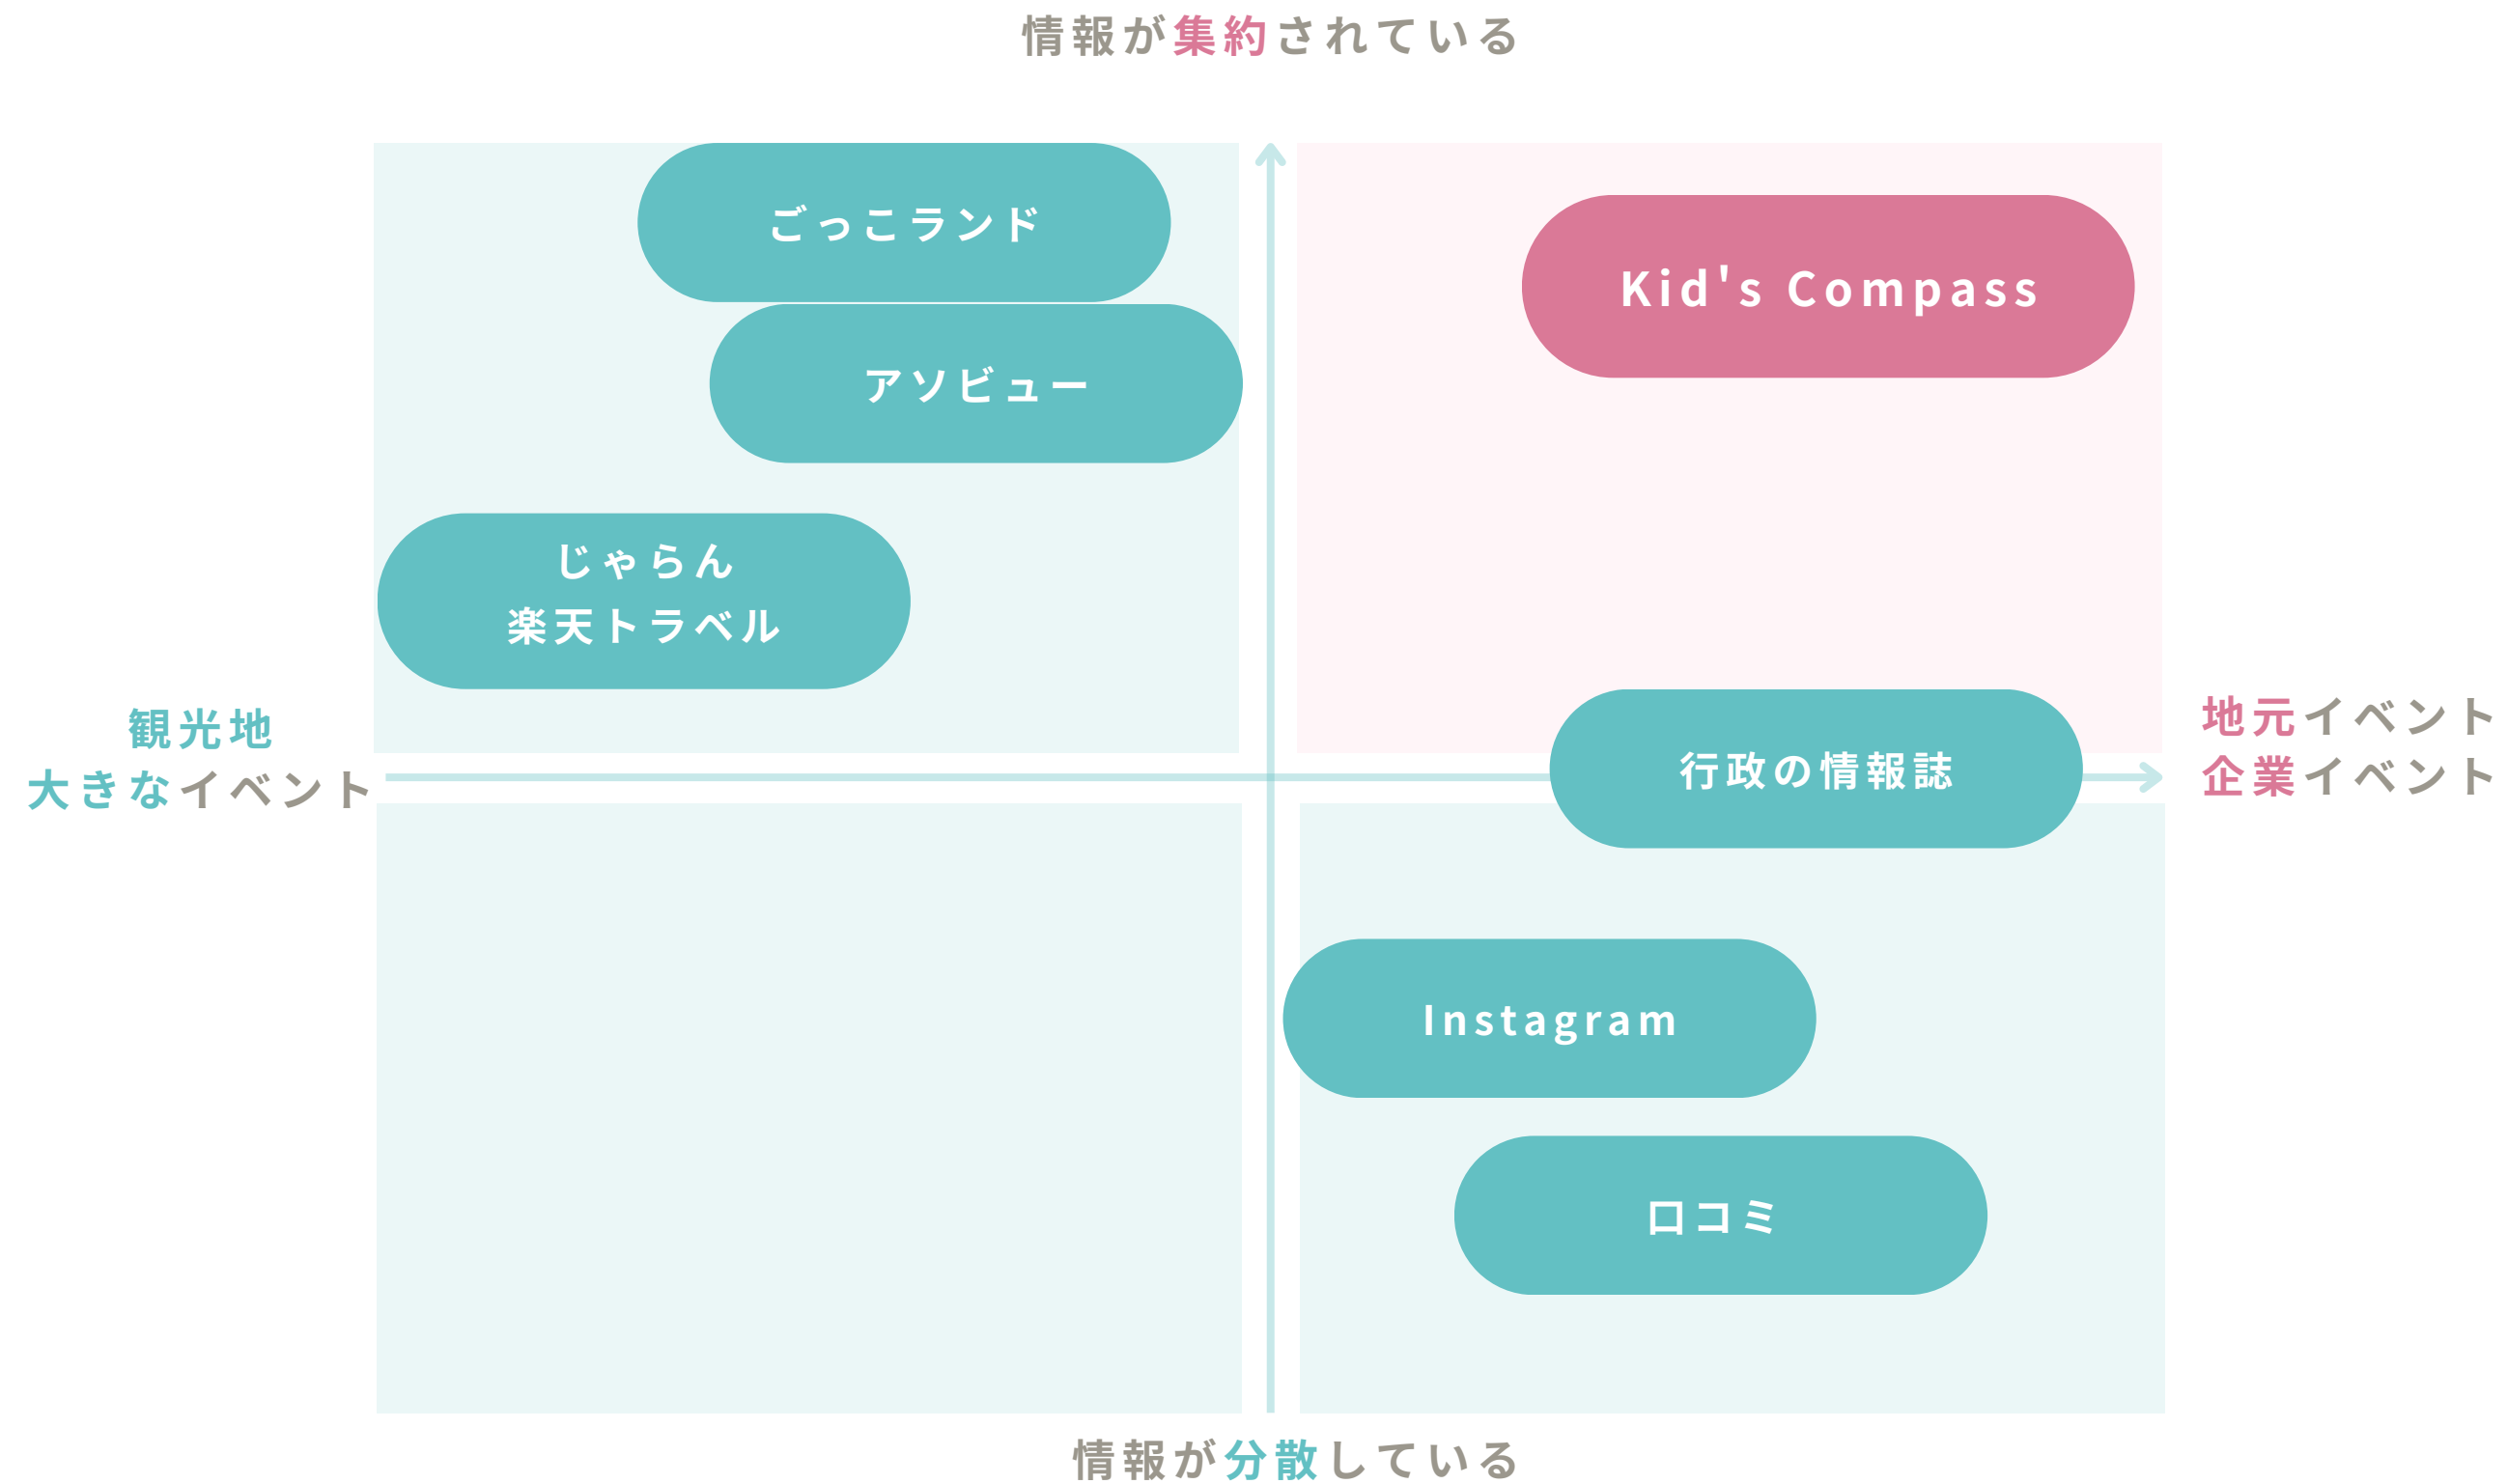 情報が集約されている
ごっこランド
Kid's Compass
アソビュー
じゃらん
楽天トラベル
観光地
大きなイベント
行政の情報誌
地元イベント
企業イベント
Instagram
口コミ
情報が分散している